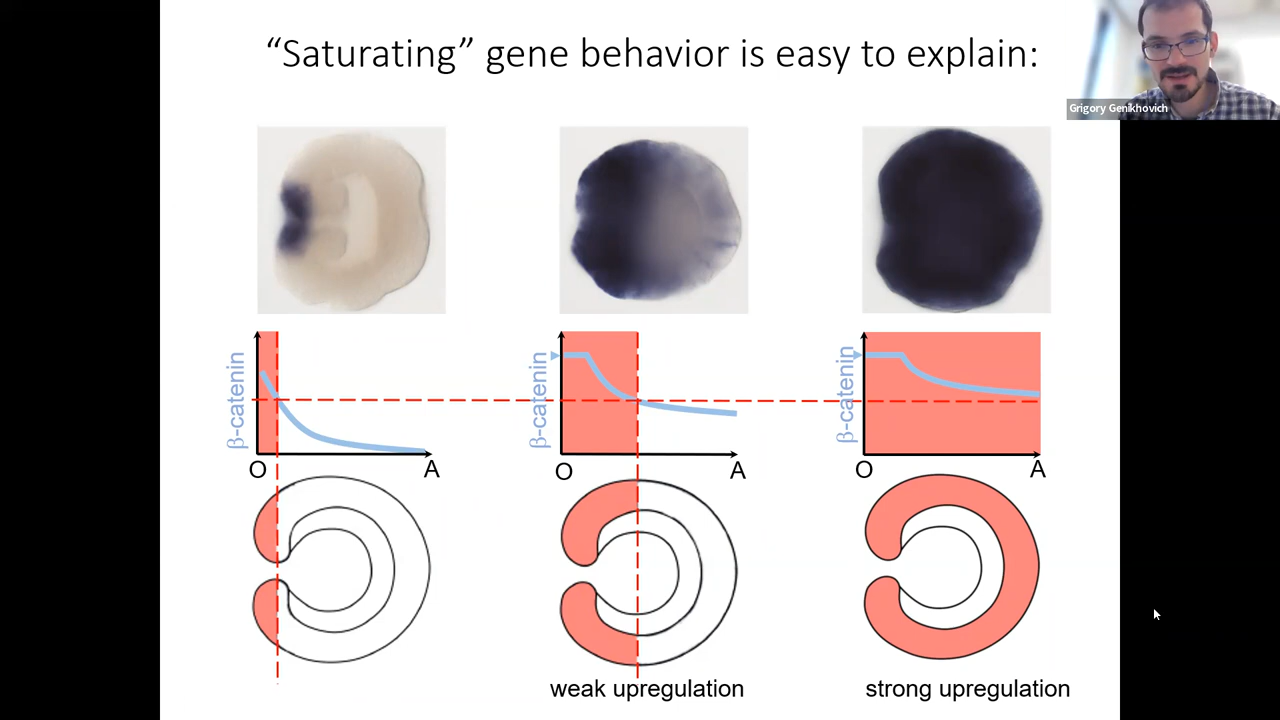 “Saturating” gene behavior is easy to explain:
Grigory Genikhovich
β-catenin
O
A
β-catenin
O
A
β-catenin
O
A
weak upregulation
strong upregulation